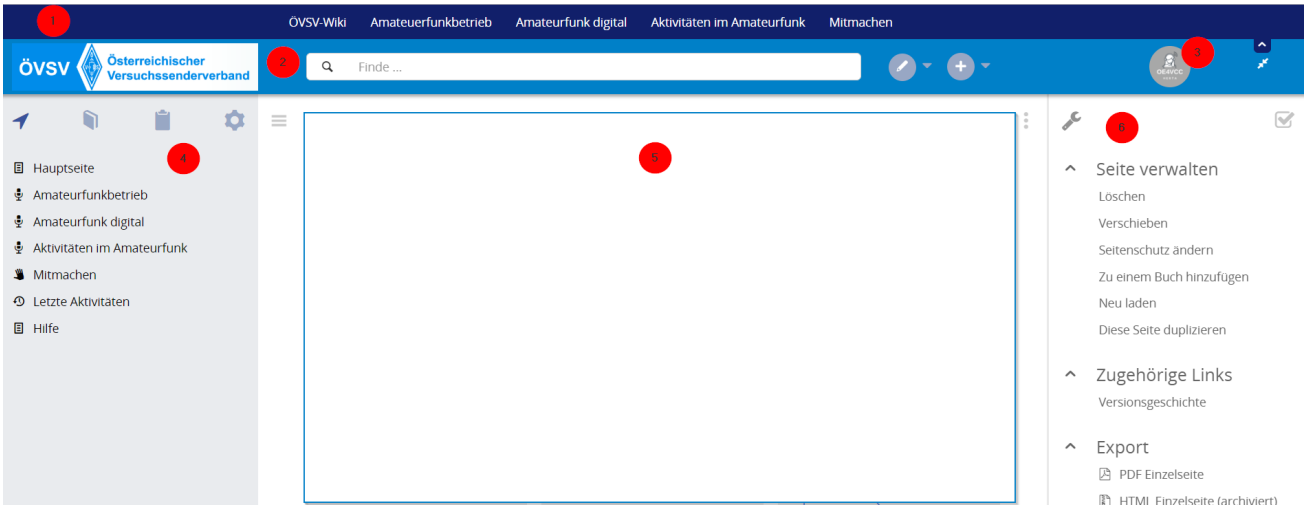 1
ÖVSV-Wiki Amateuerfunkbetrieb Amateurfunk digital Aktivitäten im Amateurfunk Mitmachen
ÖVSV
Österreichischer
Versuchssenderverband
2
Finde ...
3
OE4VCC
4
5
6
Hauptseite
Amateurfunkbetrieb
Amateurfunk digital
Aktivitäten im Amateurfunk
Mitmachen
Letzte Aktivitäten
Hilfe
Seite verwalten
Löschen
Verschieben
Seitenschutz ändern
Zu einem Buch hinzufügen
Neu laden
Diese Seite duplizieren
Zugehörige Links
Versionsgeschichte
Export
PDF Einzelseite
HTML Einzelseite (archiviert)